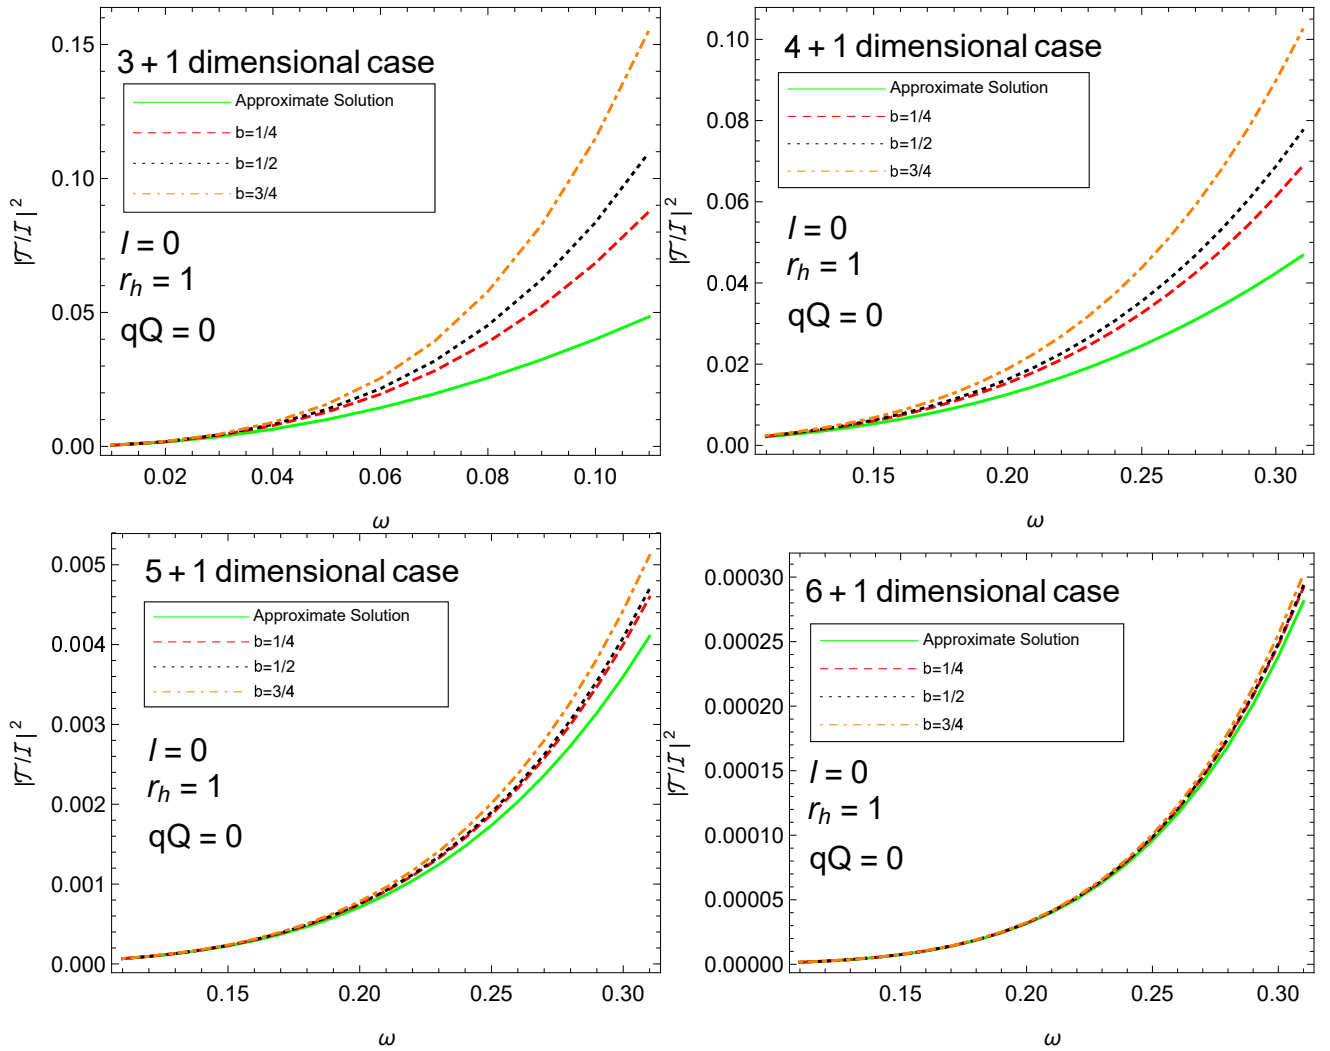 3 + 1 dimensional case
Approximate Solution
b=1/4
b=1/2
b=3/4
l = 0
r_h = 1
qQ = 0
|𝒯/ℐ|²
0.15
0.10
0.05
0.00
0.02 0.04 0.06 0.08 0.10
ω
4 + 1 dimensional case
Approximate Solution
b=1/4
b=1/2
b=3/4
l = 0
r_h = 1
qQ = 0
|𝒯/ℐ|²
0.10
0.08
0.06
0.04
0.02
0.00
0.15 0.20 0.25 0.30
ω
5 + 1 dimensional case
Approximate Solution
b=1/4
b=1/2
b=3/4
l = 0
r_h = 1
qQ = 0
|𝒯/ℐ|²
0.005
0.004
0.003
0.002
0.001
0.000
0.15 0.20 0.25 0.30
ω
6 + 1 dimensional case
Approximate Solution
b=1/4
b=1/2
b=3/4
l = 0
r_h = 1
qQ = 0
|𝒯/ℐ|²
0.00030
0.00025
0.00020
0.00015
0.00010
0.00005
0.00000
0.15 0.20 0.25 0.30
ω